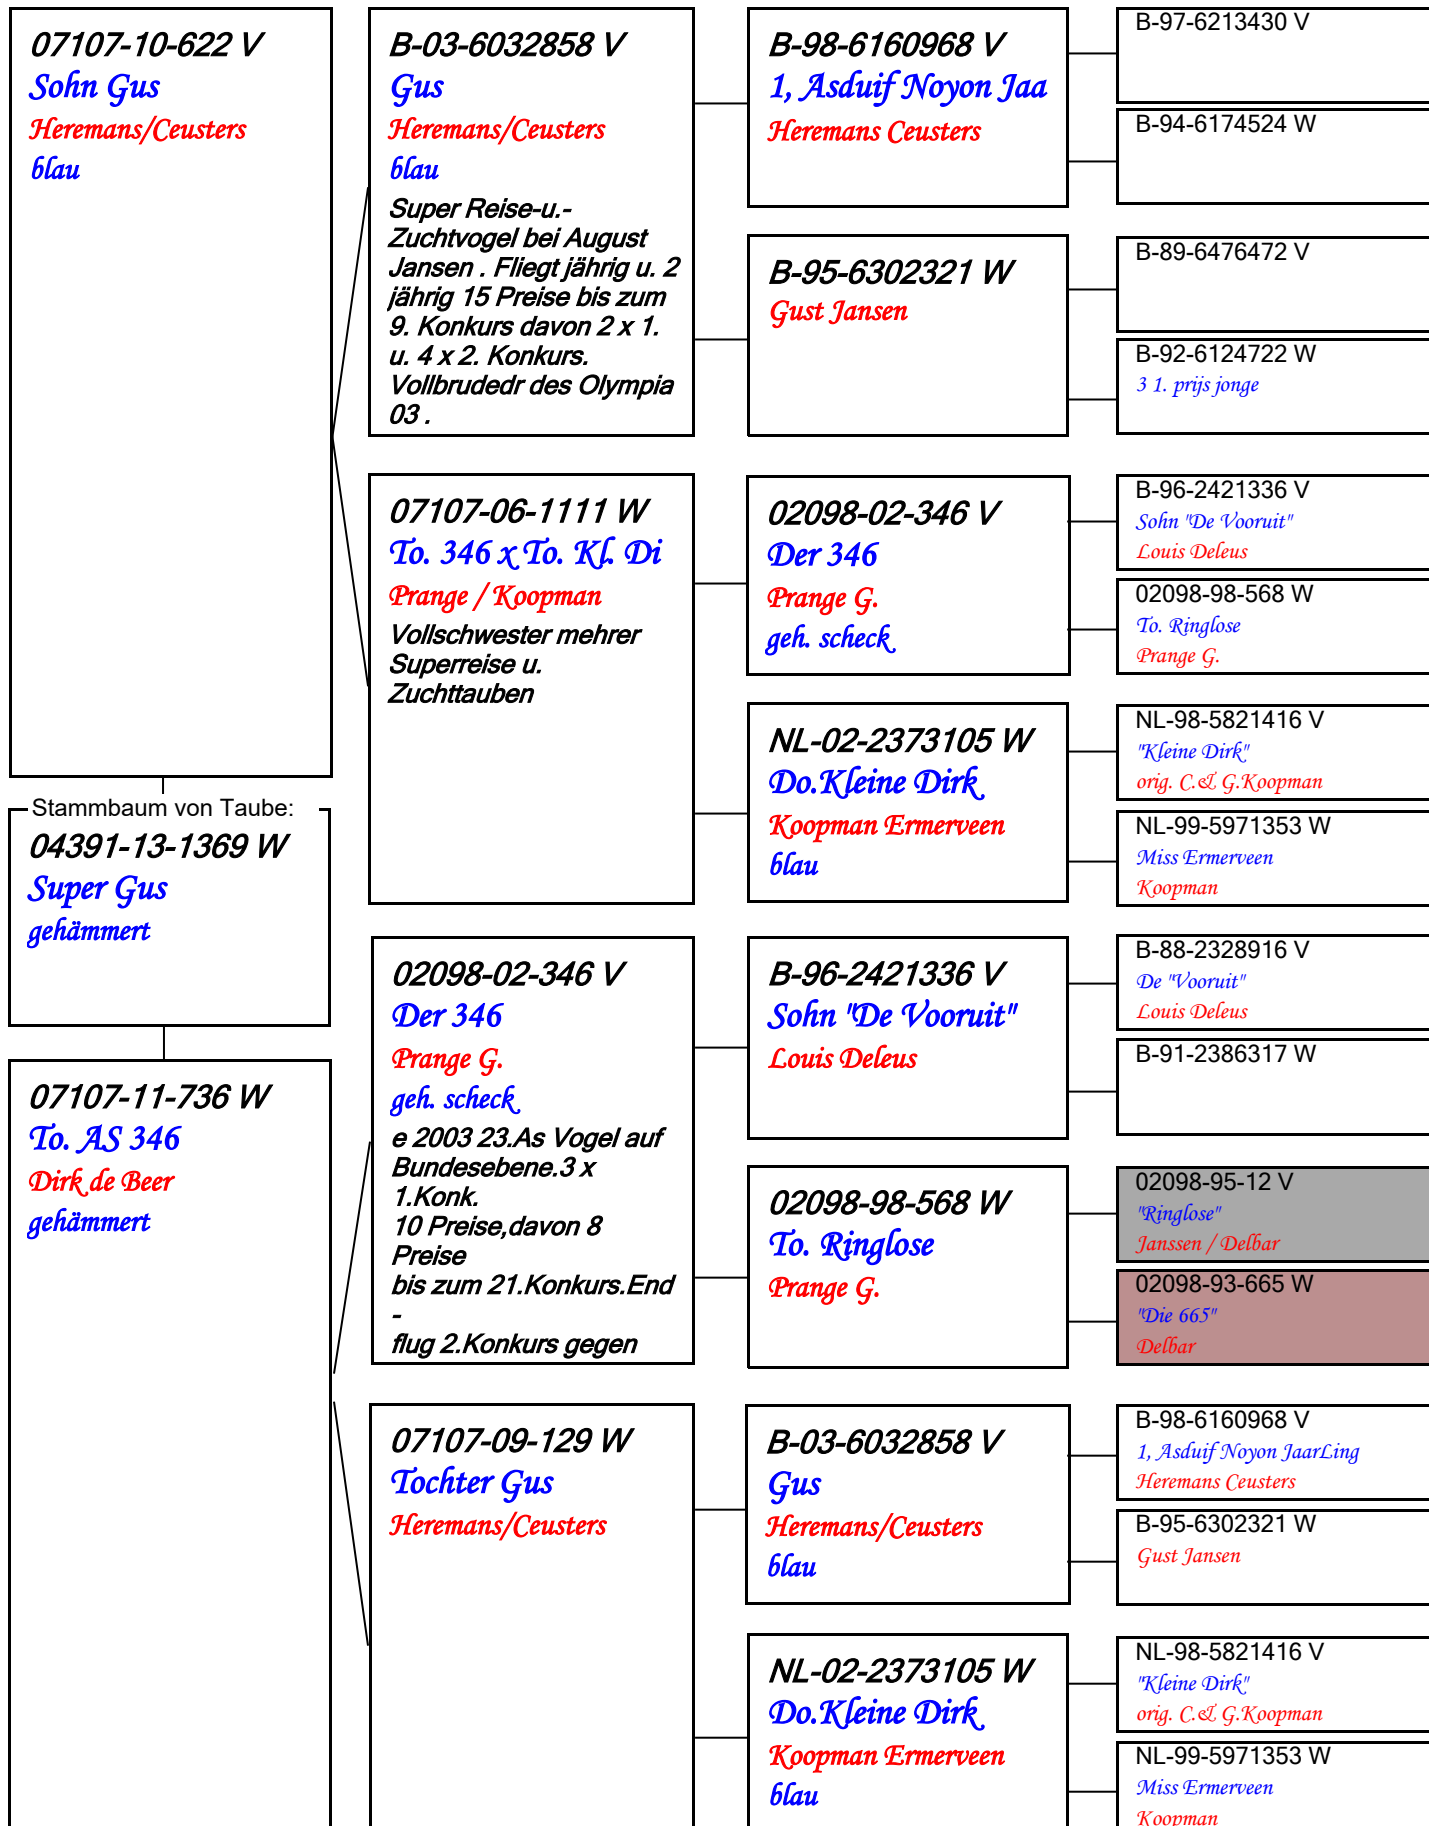 07107-10-622 V
Sohn Gus
Heremans/Ceusters
blau
Stammbaum von Taube:
04391-13-1369 W
Super Gus
gehämmert
07107-11-736 W
To. AS 346
Dirk de Beer
gehämmert
B-03-6032858 V
Gus
Heremans/Ceusters
blau
Super Reise-u.-
Zuchtvogel bei August
Jansen . Fliegt jährig u. 2
jährig 15 Preise bis zum
9. Konkurs davon 2 x 1.
u. 4 x 2. Konkurs.
Vollbrudedr des Olympia
03 .
07107-06-1111 W
To. 346 x To. Kl. Di
Prange / Koopman
Vollschwester mehrer
Superreise u.
Zuchttauben
02098-02-346 V
Der 346
Prange G.
geh. scheck
e 2003 23.As Vogel auf
Bundesebene.3 x
1.Konk.
10 Preise,davon 8
Preise
bis zum 21.Konkurs.End
-
flug 2.Konkurs gegen
07107-09-129 W
Tochter Gus
Heremans/Ceusters
B-98-6160968 V
1, Asduif Noyon Jaa
Heremans Ceusters
B-95-6302321 W
Gust Jansen
02098-02-346 V
Der 346
Prange G.
geh. scheck
NL-02-2373105 W
Do.Kleine Dirk
Koopman Ermerveen
blau
B-96-2421336 V
Sohn "De Vooruit"
Louis Deleus
02098-98-568 W
To. Ringlose
Prange G.
B-03-6032858 V
Gus
Heremans/Ceusters
blau
NL-02-2373105 W
Do.Kleine Dirk
Koopman Ermerveen
blau
B-97-6213430 V
B-94-6174524 W
B-89-6476472 V
B-92-6124722 W
3 1. prijs jonge
B-96-2421336 V
Sohn "De Vooruit"
Louis Deleus
02098-98-568 W
To. Ringlose
Prange G.
NL-98-5821416 V
"Kleine Dirk"
orig. C.& G.Koopman
NL-99-5971353 W
Miss Ermerveen
Koopman
B-88-2328916 V
De "Vooruit"
Louis Deleus
B-91-2386317 W
02098-95-12 V
"Ringlose"
Janssen / Delbar
02098-93-665 W
"Die 665"
Delbar
B-98-6160968 V
1, Asduif Noyon JaarLing
Heremans Ceusters
B-95-6302321 W
Gust Jansen
NL-98-5821416 V
"Kleine Dirk"
orig. C.& G.Koopman
NL-99-5971353 W
Miss Ermerveen
Koopman